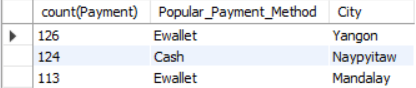 count(Payment) Popular_Payment_Method City
126 Ewallet Yangon
124 Cash Naypyitaw
113 Ewallet Mandalay